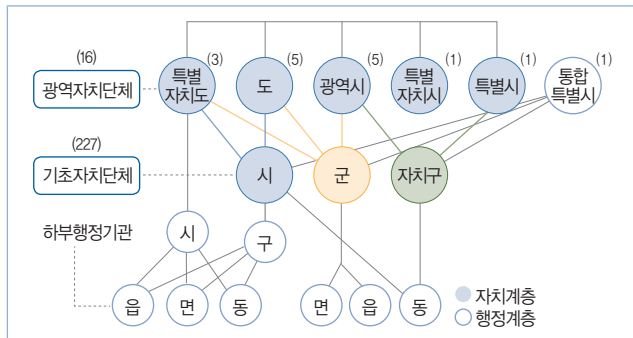 (16)
(3)
(5)
(5)
(1)
(1)
(1)
광역자치단체
특별
자치도
도
광역시
특별
자치시
특별시
통합
특별시
(227)
기초자치단체
시
군
자치구
하부행정기관
시
구
읍
면
동
면
읍
동
자치계층
행정계층